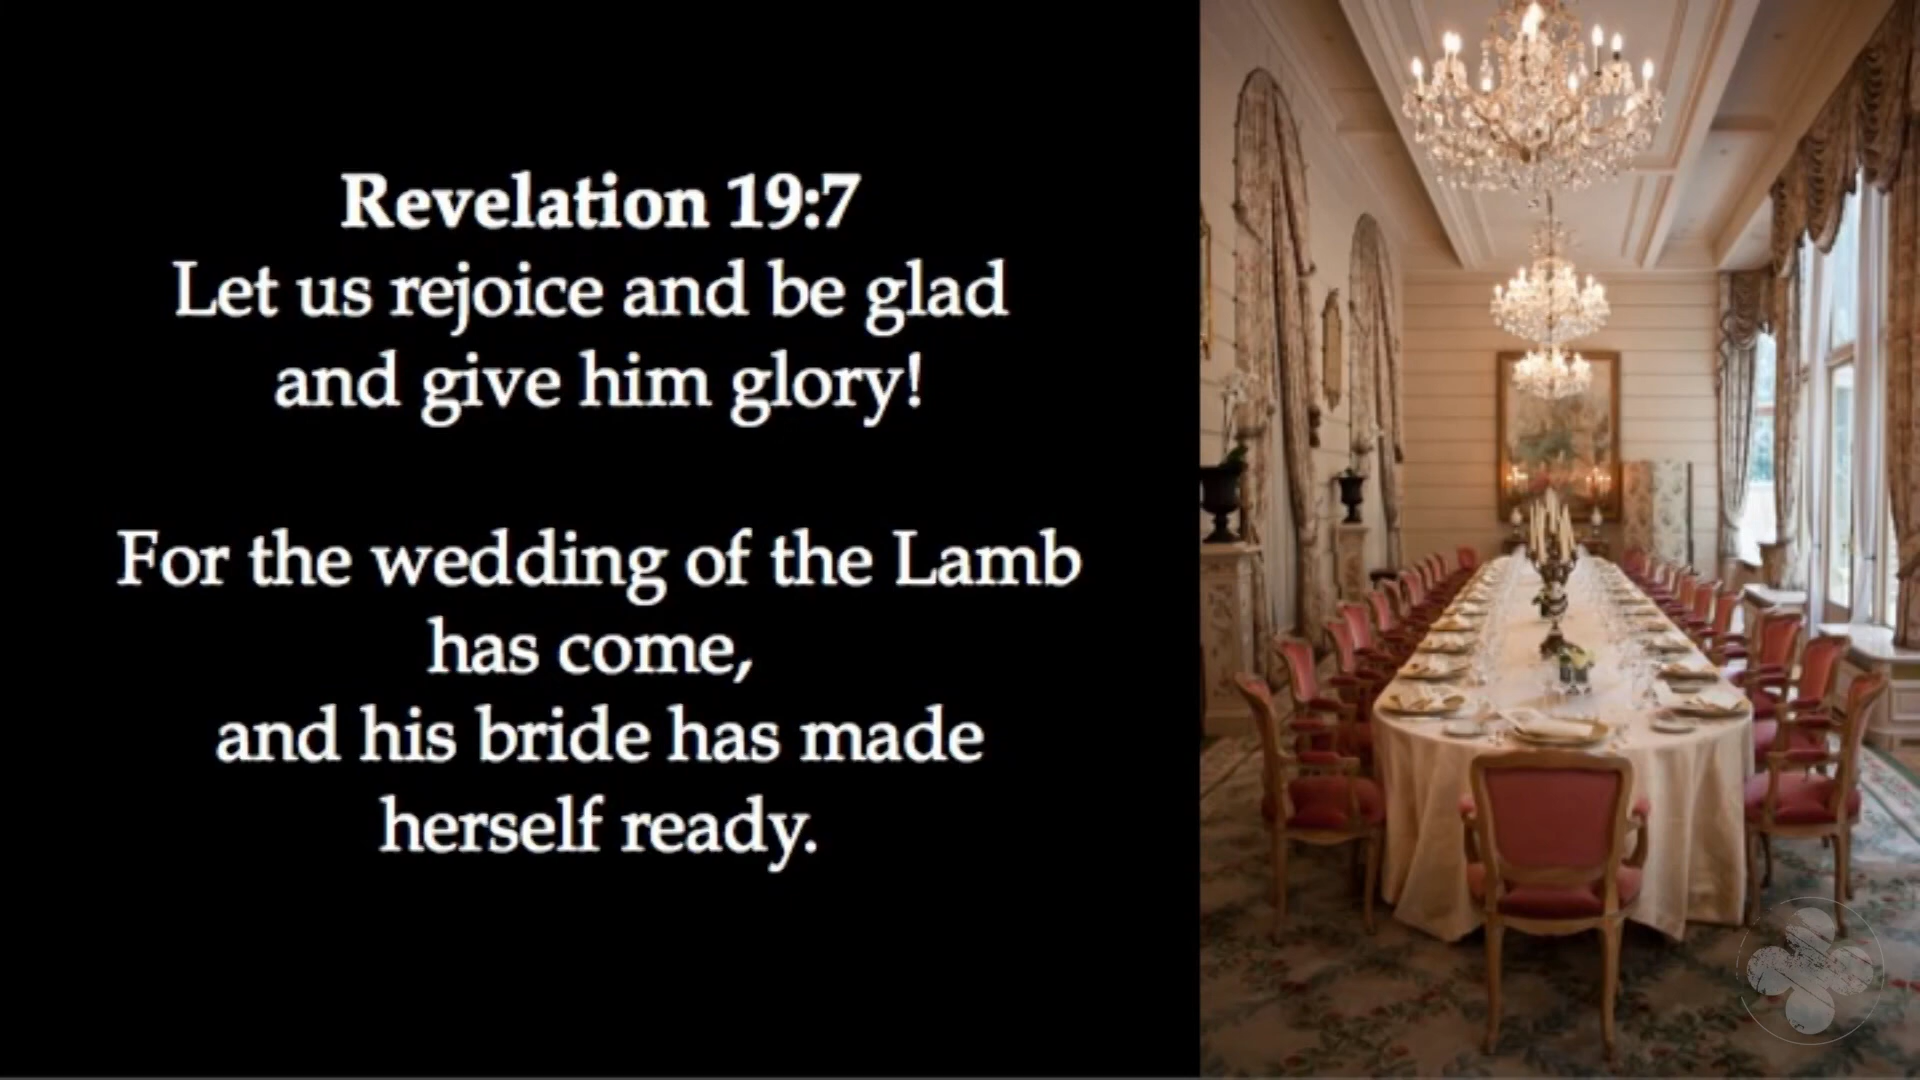 Revelation 19:7
Let us rejoice and be glad
and give him glory!
For the wedding of the Lamb
has come,
and his bride has made
herself ready.